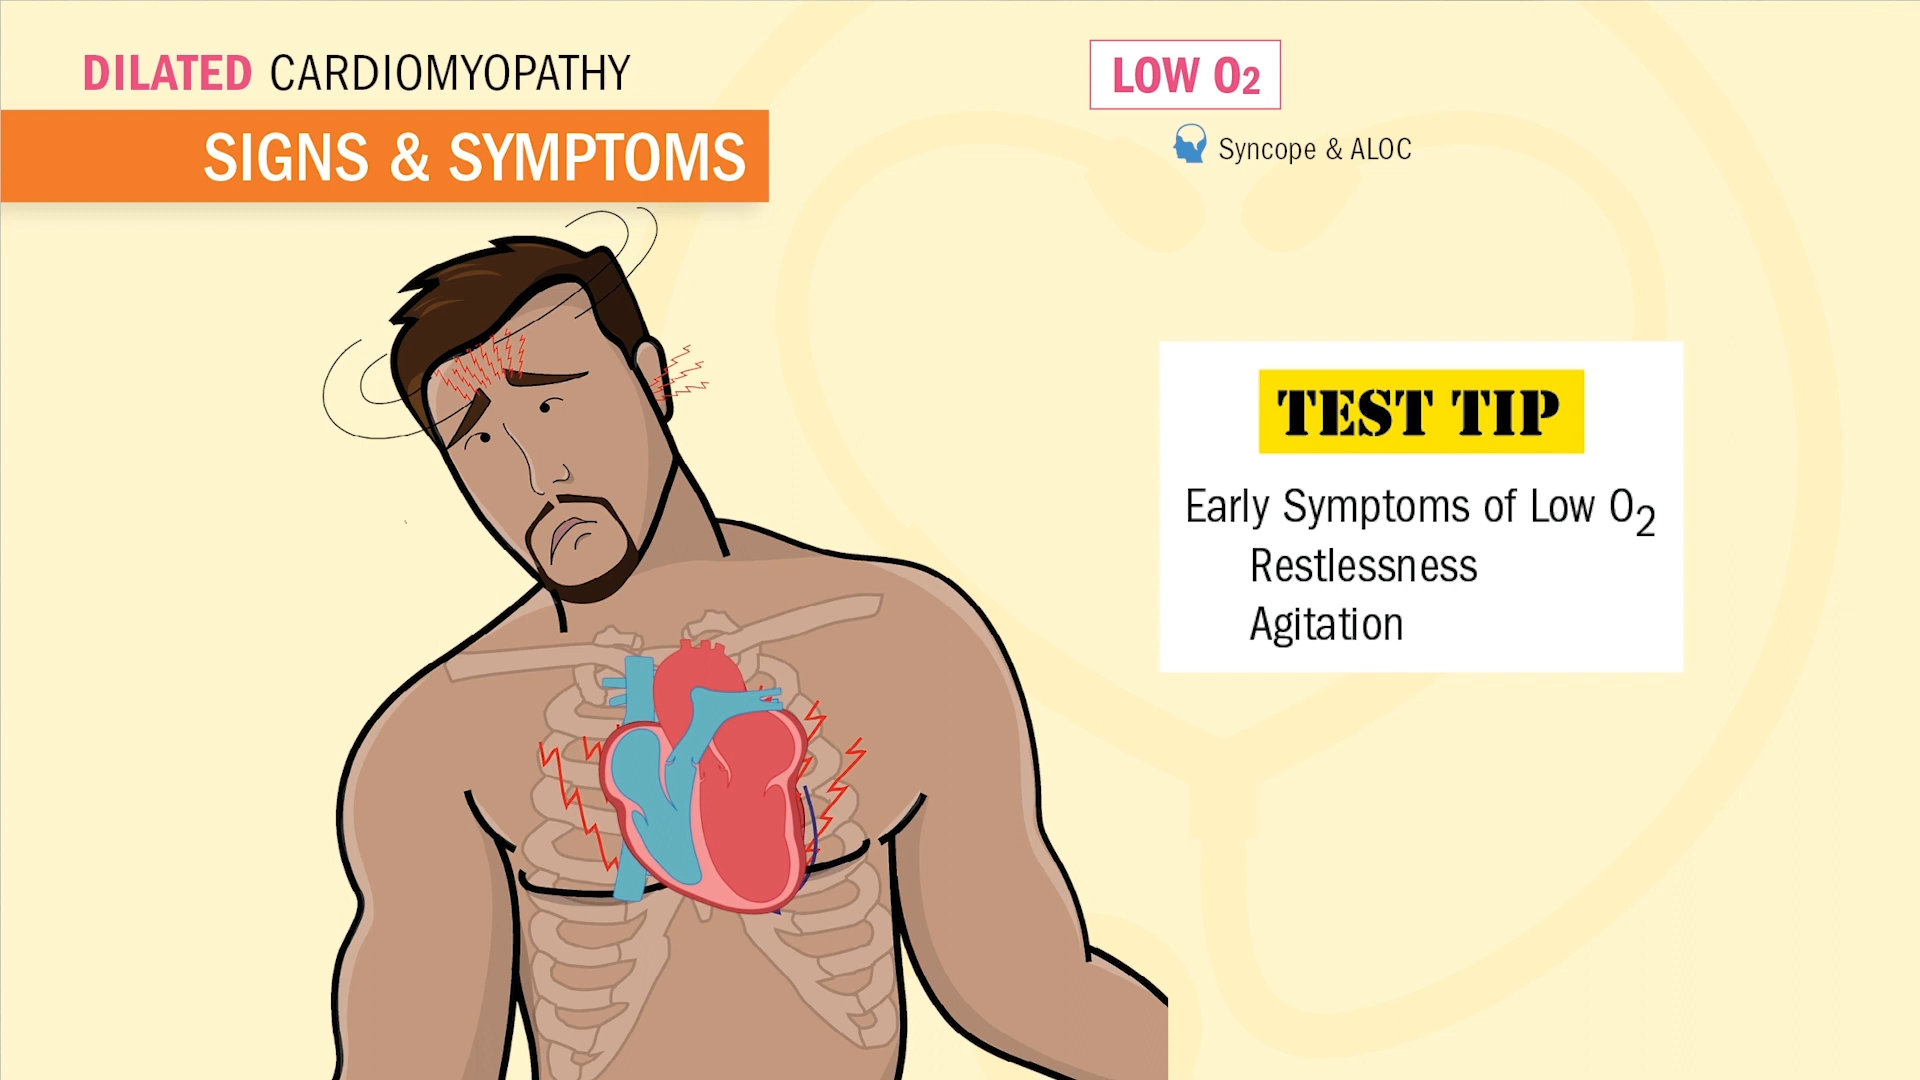 DILATED CARDIOMYOPATHY
SIGNS & SYMPTOMS
LOW O2
Syncope & ALOC
TEST TIP
Early Symptoms of Low O2
Restlessness
Agitation